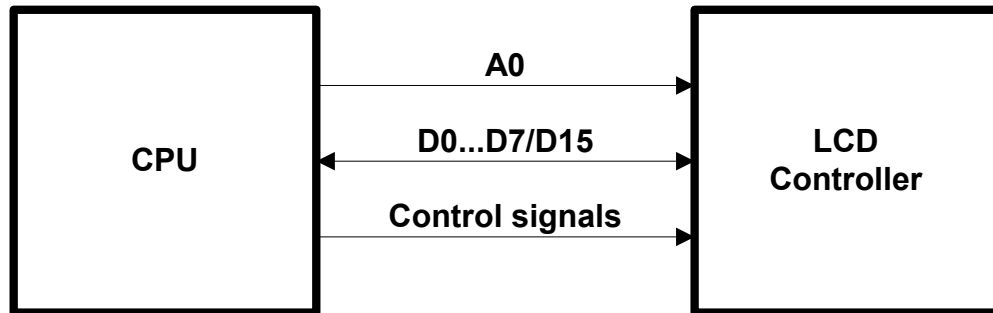 A0
CPU
D0...D7/D15
LCD
Controller
Control signals